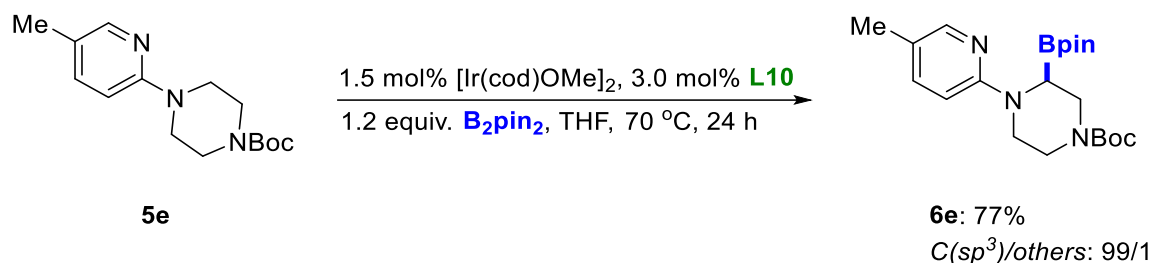 Me
N
N
NBoc
5e
1.5 mol% [Ir(cod)OMe]2, 3.0 mol% L10
1.2 equiv. B2pin2, THF, 70 °C, 24 h
Me
N
Bpin
N
NBoc
6e: 77%
C(sp³)/others: 99/1